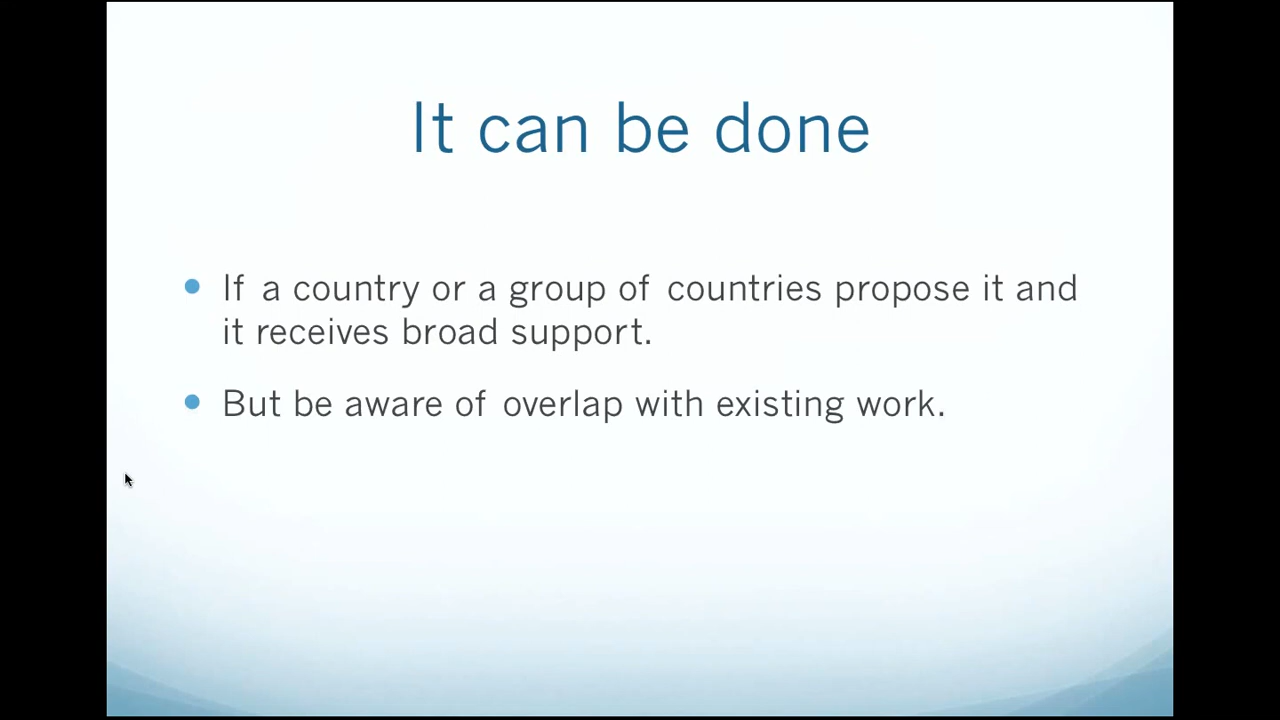 It can be done
If a country or a group of countries propose it and
it receives broad support.
But be aware of overlap with existing work.